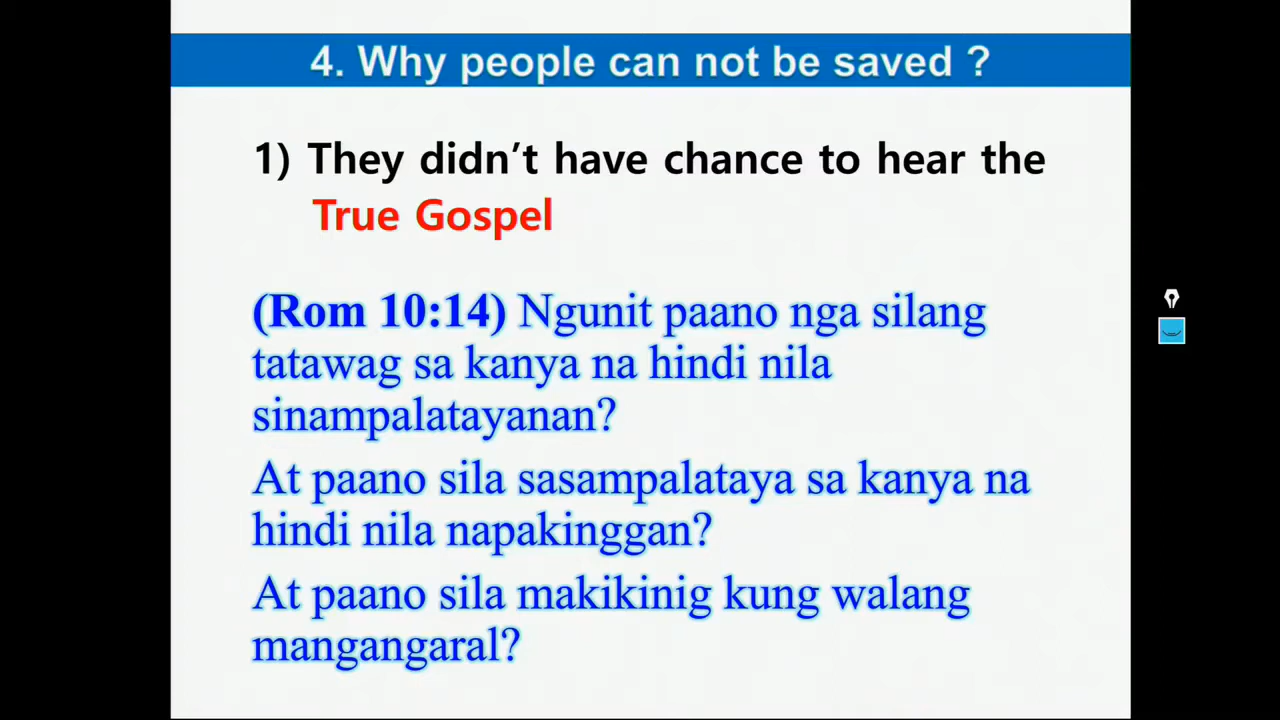 4. Why people can not be saved ?
1) They didn’t have chance to hear the
True Gospel
(Rom 10:14) Ngunit paano nga silang
tatawag sa kanya na hindi nila
sinampalatayanan?
At paano sila sasampalataya sa kanya na
hindi nila napakinggan?
At paano sila makikinig kung walang
mangangaral?